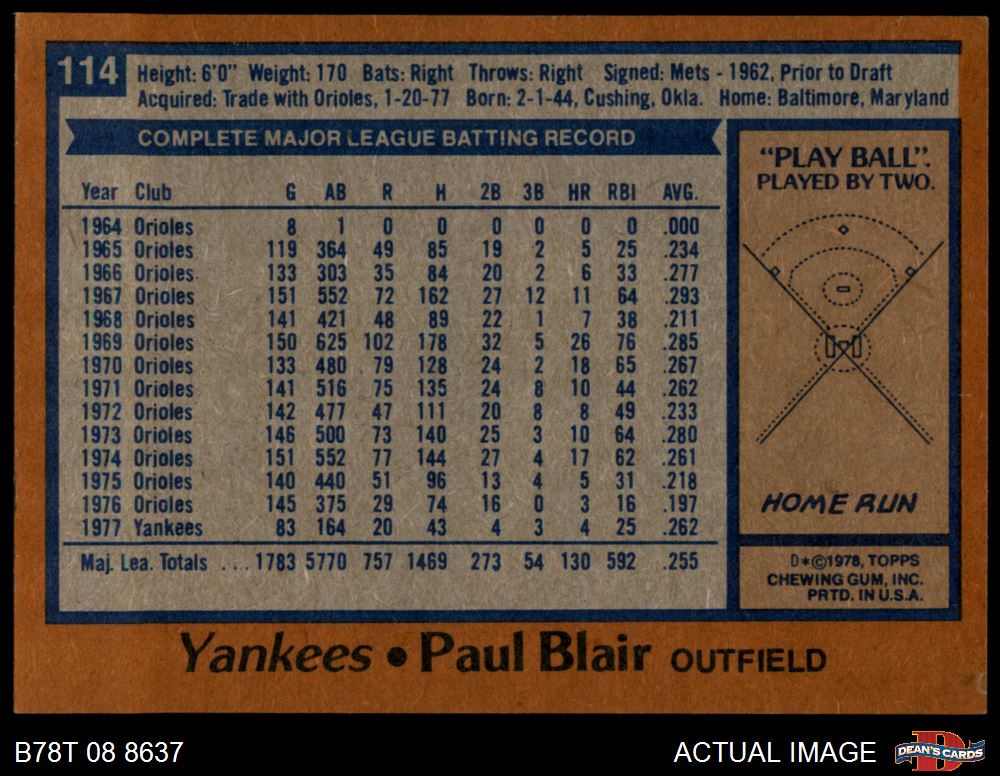 114
Height: 6'0" Weight: 170 Bats: Right Throws: Right Signed: Mets - 1962, Prior to Draft
Acquired: Trade with Orioles, 1-20-77 Born: 2-1-44, Cushing, Okla. Home: Baltimore, Maryland
COMPLETE MAJOR LEAGUE BATTING RECORD
Year Club G AB R H 2B 3B HR RBI AVG.
1964 Orioles 8 1 0 0 0 0 0 0 .000
1965 Orioles 119 364 49 85 19 2 5 25 .234
1966 Orioles. 133 303 35 84 20 2 6 33 .277
1967 Orioles 151 552 72 162 27 12 11 64 .293
1968 Orioles 141 421 48 89 22 1 7 38 .211
1969 Orioles 150 625 102 178 32 5 26 76 .285
1970 Orioles 133 480 79 128 24 2 18 65 .267
1971 Orioles 141 516 75 135 24 8 10 44 .262
1972 Orioles 142 477 47 111 20 8 8 49 .233
1973 Orioles 146 500 73 140 25 3 10 64 .280
1974 Orioles 151 552 77 144 27 4 17 62 .261
1975 Orioles 140 440 51 96 13 4 5 31 .218
1976 Orioles 145 375 29 74 16 0 3 16 .197
1977 Yankees 83 164 20 43 4 3 4 25 .262
Maj. Lea. Totals ... 1783 5770 757 1469 273 54 130 592 .255
"PLAY BALL".
PLAYED BY TWO.
HOME RUN
D*©1978, TOPPS
CHEWING GUM, INC.
PRTD. IN U.S.A.
Yankees • Paul Blair OUTFIELD
B78T 08 8637
ACTUAL IMAGE
D
DEAN'S CARDS